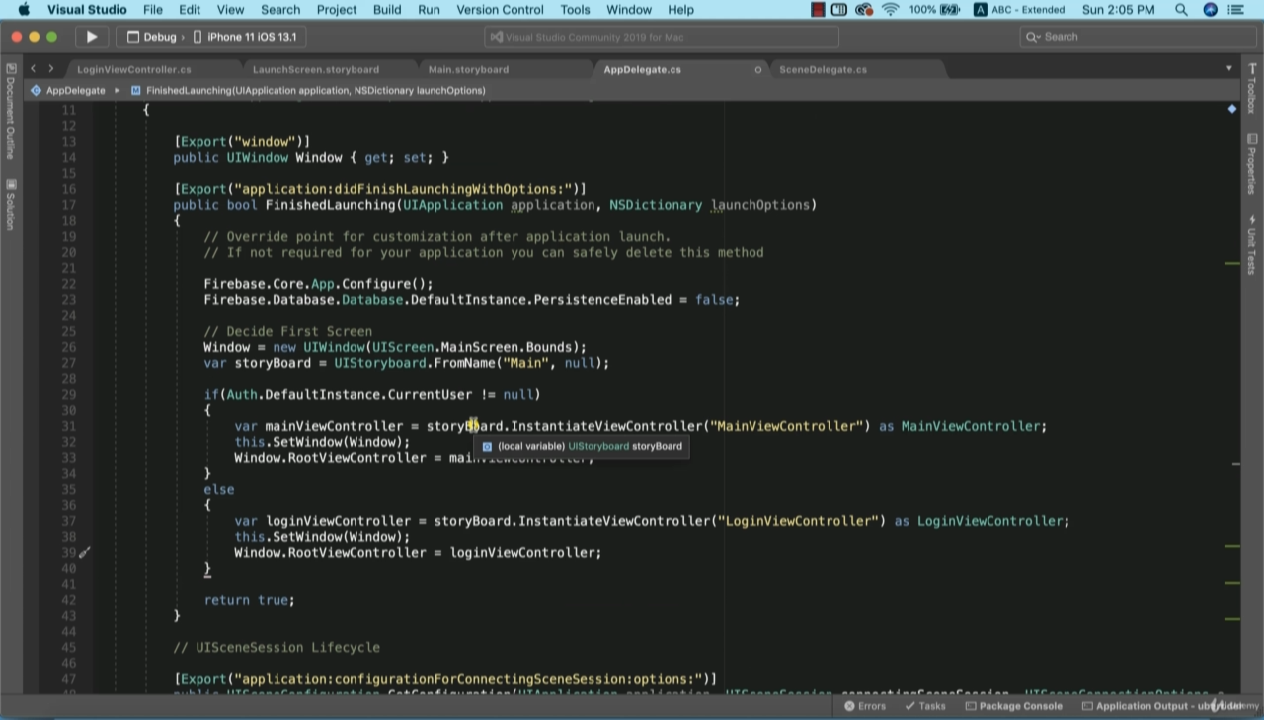 Visual Studio File Edit View Search Project Build Run Version Control Tools Window Help 100% A ABC - Extended Sun 2:05 PM
Debug › iPhone 11 iOS 13.1 Visual Studio Community 2019 for Mac Search
LoginViewController.cs LaunchScreen.storyboard Main.storyboard AppDelegate.cs SceneDelegate.cs
AppDelegate ▸ M FinishedLaunching(UIApplication application, NSDictionary launchOptions)
Document Outline
Solution
Toolbox
Properties
Unit Tests
11 {
12
13 [Export("window")]
14 public UIWindow Window { get; set; }
15
16 [Export("application:didFinishLaunchingWithOptions:")]
17 public bool FinishedLaunching(UIApplication application, NSDictionary launchOptions)
18 {
19 // Override point for customization after application launch.
20 // If not required for your application you can safely delete this method
21
22 Firebase.Core.App.Configure();
23 Firebase.Database.Database.DefaultInstance.PersistenceEnabled = false;
24
25 // Decide First Screen
26 Window = new UIWindow(UIScreen.MainScreen.Bounds);
27 var storyBoard = UIStoryboard.FromName("Main", null);
28
29 if(Auth.DefaultInstance.CurrentUser != null)
30 {
31 var mainViewController = storyBoard.InstantiateViewController("MainViewController") as MainViewController;
32 this.SetWindow(Window);
(local variable) UIStoryboard storyBoard
33 Window.RootViewController = mainViewController;
34 }
35 else
36 {
37 var loginViewController = storyBoard.InstantiateViewController("LoginViewController") as LoginViewController;
38 this.SetWindow(Window);
39 Window.RootViewController = loginViewController;
40 }
41
42 return true;
43 }
44
45 // UISceneSession Lifecycle
46
47 [Export("application:configurationForConnectingSceneSession:options:")]
Errors Tasks Package Console Application Output -